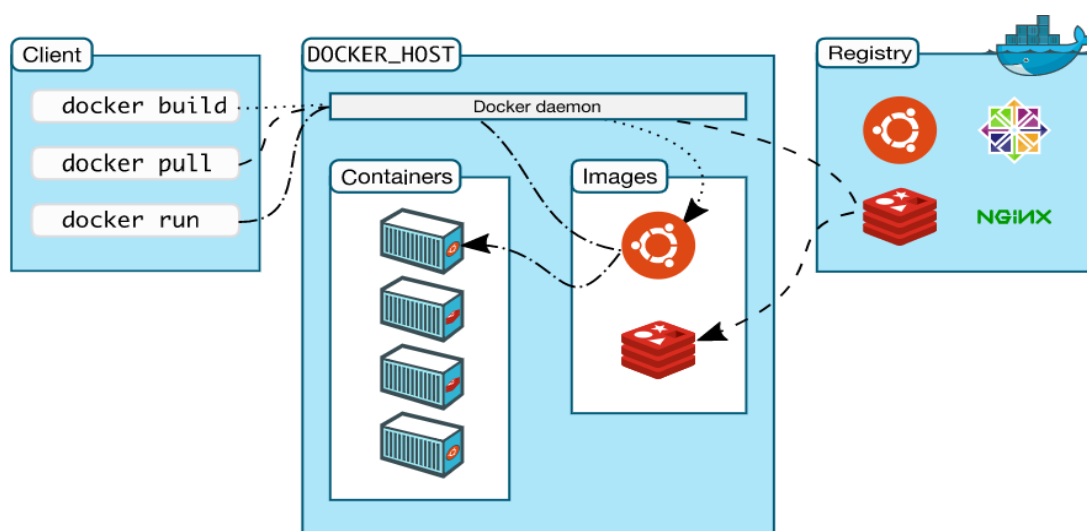 Client
docker build
docker pull
docker run
DOCKER_HOST
Docker daemon
Containers
Images
Registry
NGINX